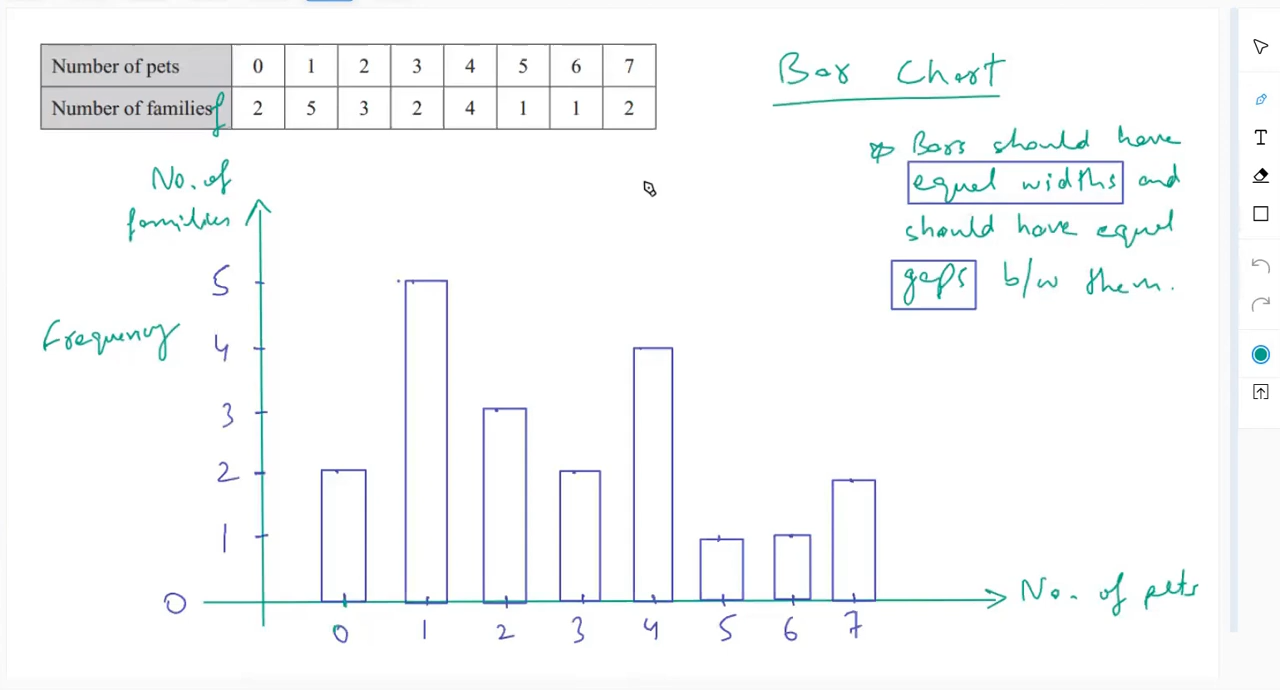 Number of pets 0 1 2 3 4 5 6 7
Number of families f 2 5 3 2 4 1 1 2
Bar Chart
* Bars should have
equal widths and
should have equal
gaps b/w them.
No. of
families
5
Frequency
4
3
2
1
0
No. of pets
0 1 2 3 4 5 6 7
T